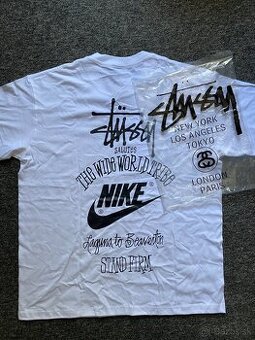 Stüssy
SALUTES
THE WIDE WORLD TRIBE
NIKE
Laguna to Beaverton
STAND FIRM
Stüssy
NEW YORK
LOS ANGELES
TOKYO
LONDON
PARIS